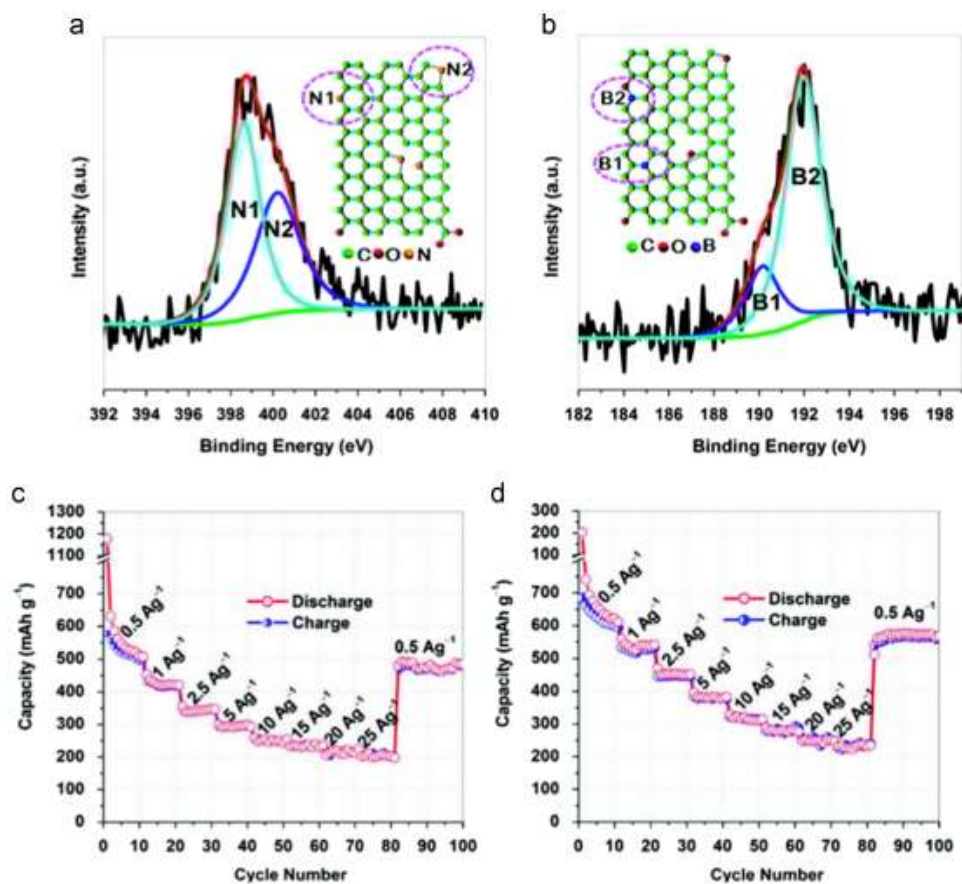 a
Intensity (a.u.)
N1
N2
N1
N2
C O N
392 394 396 398 400 402 404 406 408 410
Binding Energy (eV)
b
Intensity (a.u.)
B2
B1
B2
B1
C O B
182 184 186 188 190 192 194 196 198
Binding Energy (eV)
c
Capacity (mAh g⁻¹)
1300
1200
1100
700
600
500
400
300
200
100
0
0.5 Ag⁻¹
1 Ag⁻¹
2.5 Ag⁻¹
5 Ag⁻¹
10 Ag⁻¹
15 Ag⁻¹
20 Ag⁻¹
25 Ag⁻¹
0.5 Ag⁻¹
Discharge
Charge
0 10 20 30 40 50 60 70 80 90 100
Cycle Number
d
Capacity (mAh g⁻¹)
300
200
100
700
600
500
400
300
200
100
0
0.5 Ag⁻¹
1 Ag⁻¹
2.5 Ag⁻¹
5 Ag⁻¹
10 Ag⁻¹
15 Ag⁻¹
20 Ag⁻¹
25 Ag⁻¹
0.5 Ag⁻¹
Discharge
Charge
0 10 20 30 40 50 60 70 80 90 100
Cycle Number